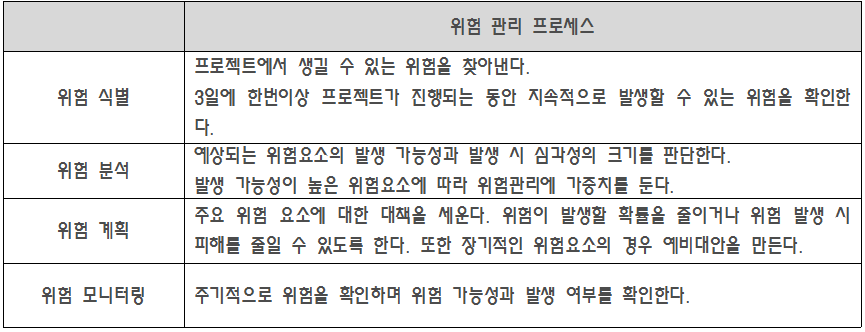 위험 관리 프로세스
위험 식별
프로젝트에서 생길 수 있는 위험을 찾아낸다.
3일에 한번이상 프로젝트가 진행되는 동안 지속적으로 발생할 수 있는 위험을 확인한
다.
위험 분석
예상되는 위험요소의 발생 가능성과 발생 시 심각성의 크기를 판단한다.
발생 가능성이 높은 위험요소에 따라 위험관리에 가중치를 둔다.
위험 계획
주요 위험 요소에 대한 대책을 세운다. 위험이 발생할 확률을 줄이거나 위험 발생 시
피해를 줄일 수 있도록 한다. 또한 장기적인 위험요소의 경우 예비대안을 만든다.
위험 모니터링
주기적으로 위험을 확인하며 위험 가능성과 발생 여부를 확인한다.